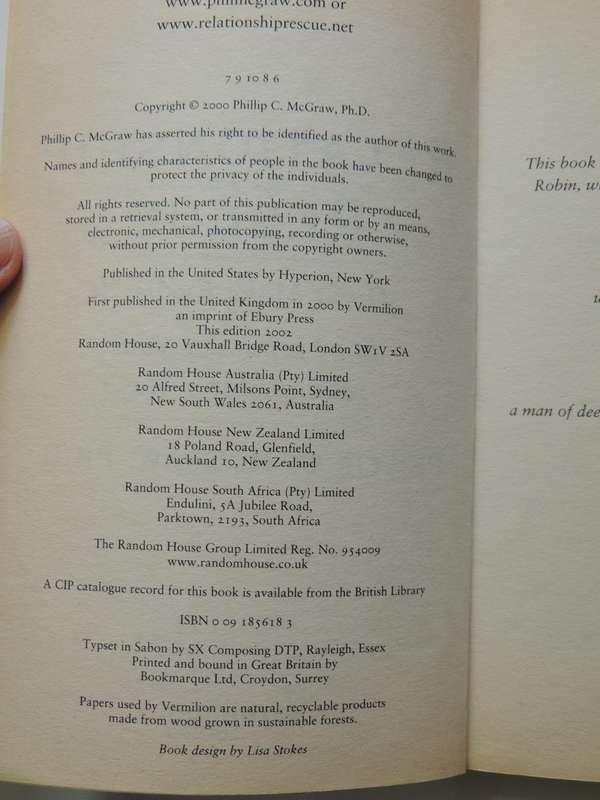 www.philmcgraw.com or
www.relationshiprescue.net
7 9 10 8 6
Copyright © 2000 Phillip C. McGraw, Ph.D.
Phillip C. McGraw has asserted his right to be identified as the author of this work.
Names and identifying characteristics of people in the book have been changed to
protect the privacy of the individuals.
All rights reserved. No part of this publication may be reproduced,
stored in a retrieval system, or transmitted in any form or by an means,
electronic, mechanical, photocopying, recording or otherwise,
without prior permission from the copyright owners.
Published in the United States by Hyperion, New York
First published in the United Kingdom in 2000 by Vermilion
an imprint of Ebury Press
This edition 2002
Random House, 20 Vauxhall Bridge Road, London SW1V 2SA
Random House Australia (Pty) Limited
20 Alfred Street, Milsons Point, Sydney,
New South Wales 2061, Australia
Random House New Zealand Limited
18 Poland Road, Glenfield,
Auckland 10, New Zealand
Random House South Africa (Pty) Limited
Endulini, 5A Jubilee Road,
Parktown, 2193, South Africa
The Random House Group Limited Reg. No. 954009
www.randomhouse.co.uk
A CIP catalogue record for this book is available from the British Library
ISBN 0 09 185618 3
Typset in Sabon by SX Composing DTP, Rayleigh, Essex
Printed and bound in Great Britain by
Bookmarque Ltd, Croydon, Surrey
Papers used by Vermilion are natural, recyclable products
made from wood grown in sustainable forests.
Book design by Lisa Stokes
This book
Robin, w
a man of dee